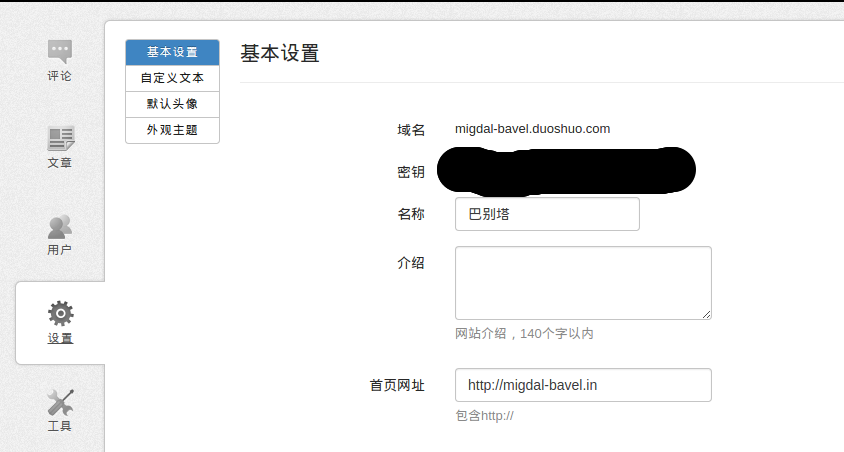 评论
文章
用户
设置
工具
基本设置
自定义文本
默认头像
外观主题
基本设置
域名 migdal-bavel.duoshuo.com
密钥
名称 巴别塔
介绍
网站介绍，140个字以内
首页网址 http://migdal-bavel.in
包含http://